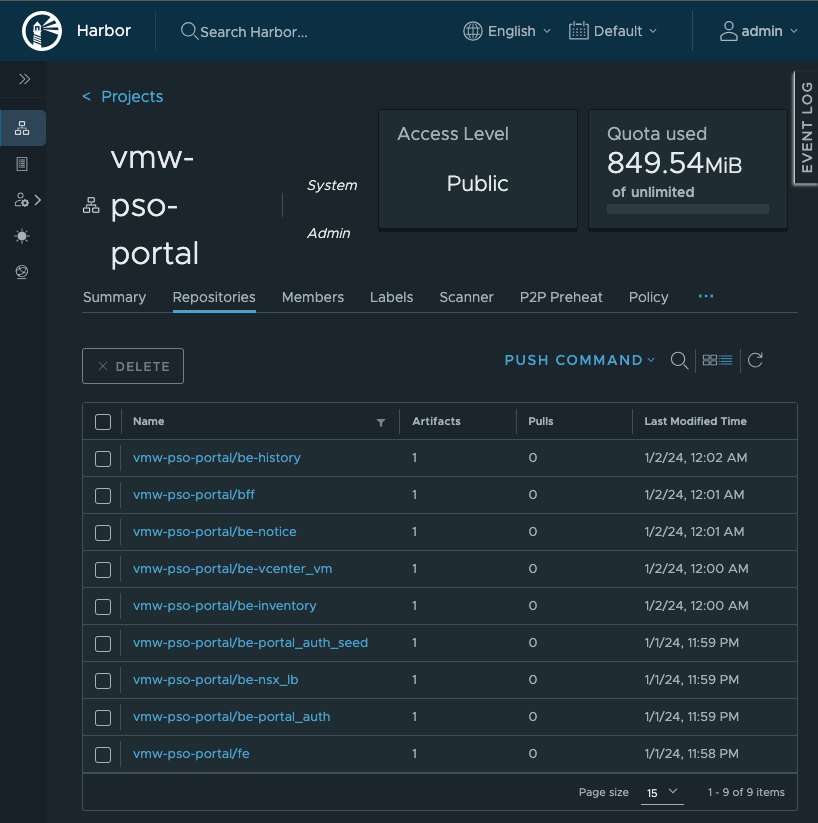 Harbor
Search Harbor...
English
Default
admin
EVENT LOG
< Projects
vmw-
pso-
portal
System
Admin
Access Level
Public
Quota used
849.54MiB
of unlimited
Summary Repositories Members Labels Scanner P2P Preheat Policy ...
DELETE
PUSH COMMAND
Name Artifacts Pulls Last Modified Time
vmw-pso-portal/be-history 1 0 1/2/24, 12:02 AM
vmw-pso-portal/bff 1 0 1/2/24, 12:01 AM
vmw-pso-portal/be-notice 1 0 1/2/24, 12:01 AM
vmw-pso-portal/be-vcenter_vm 1 0 1/2/24, 12:00 AM
vmw-pso-portal/be-inventory 1 0 1/2/24, 12:00 AM
vmw-pso-portal/be-portal_auth_seed 1 0 1/1/24, 11:59 PM
vmw-pso-portal/be-nsx_lb 1 0 1/1/24, 11:59 PM
vmw-pso-portal/be-portal_auth 1 0 1/1/24, 11:59 PM
vmw-pso-portal/fe 1 0 1/1/24, 11:58 PM
Page size 15 1 - 9 of 9 items